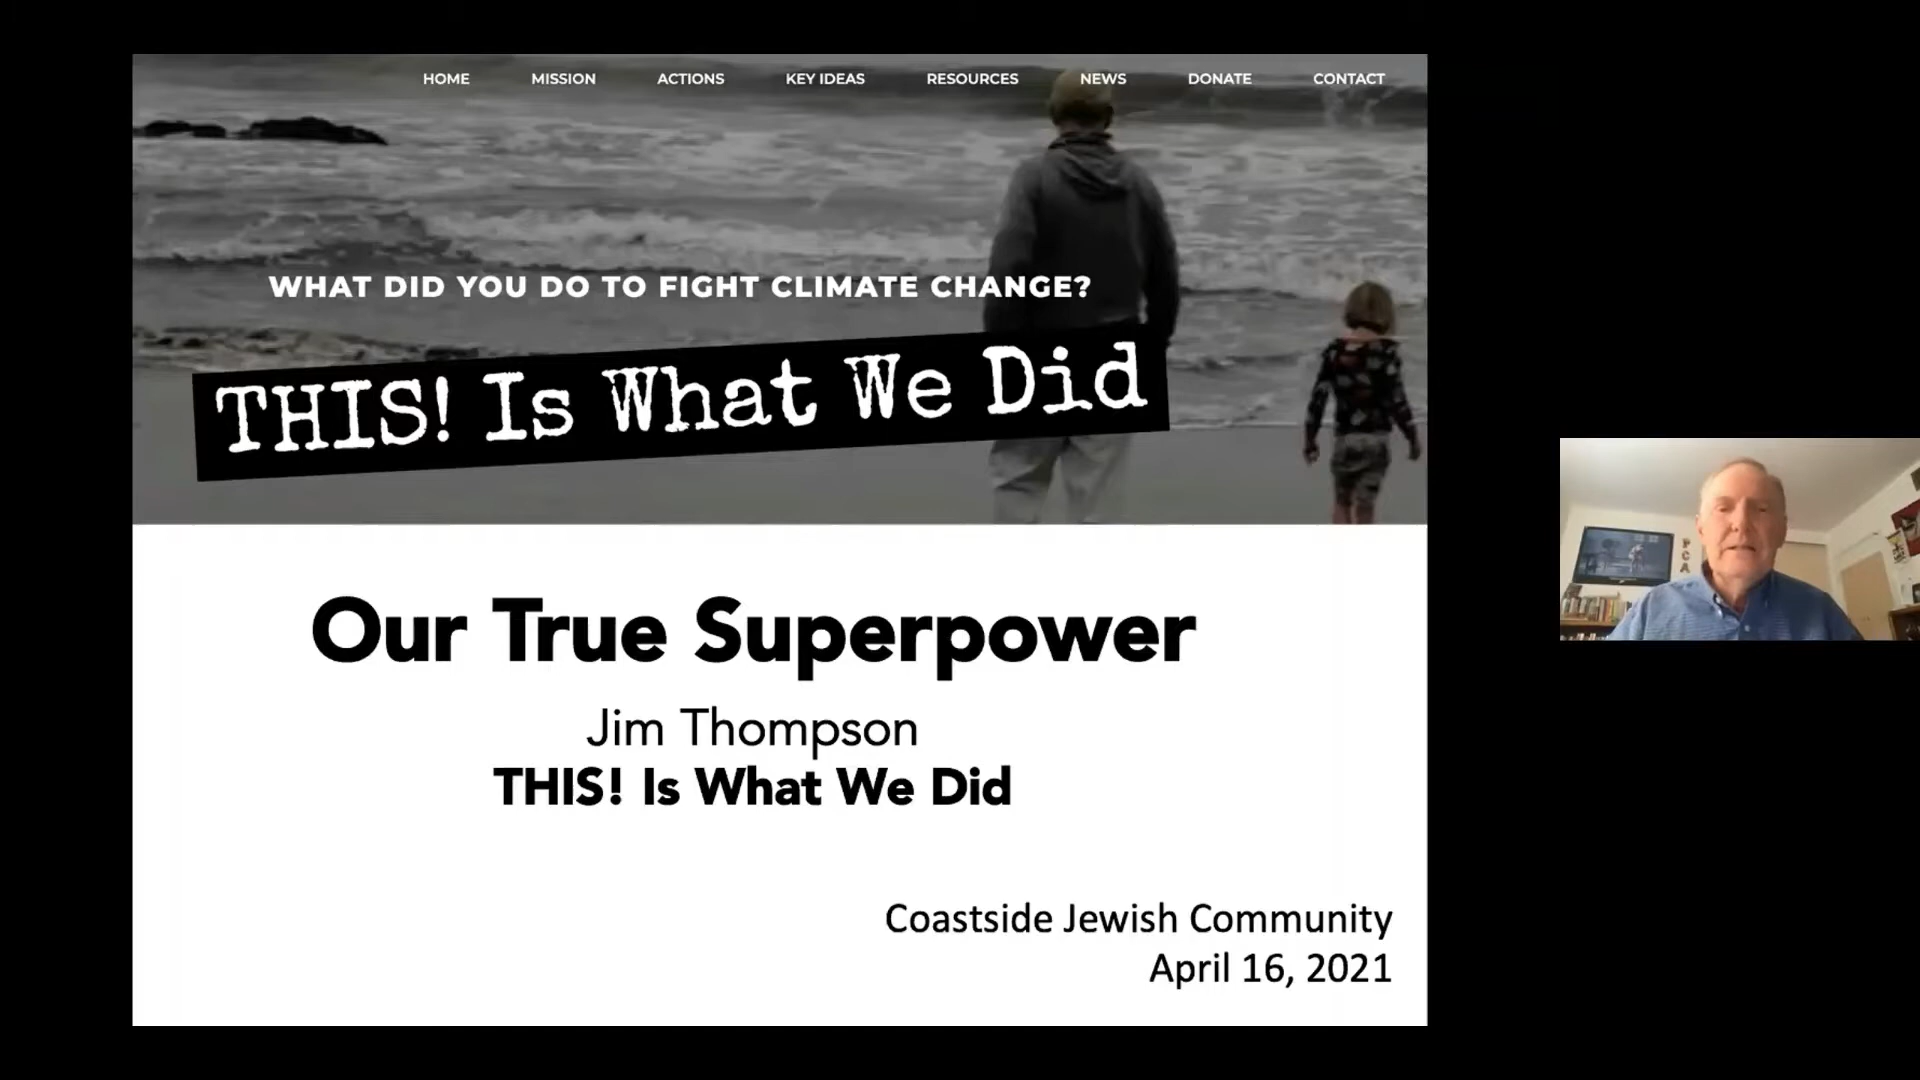 HOME MISSION ACTIONS KEY IDEAS RESOURCES NEWS DONATE CONTACT
WHAT DID YOU DO TO FIGHT CLIMATE CHANGE?
THIS! Is What We Did
Our True Superpower
Jim Thompson
THIS! Is What We Did
Coastside Jewish Community
April 16, 2021
PCA